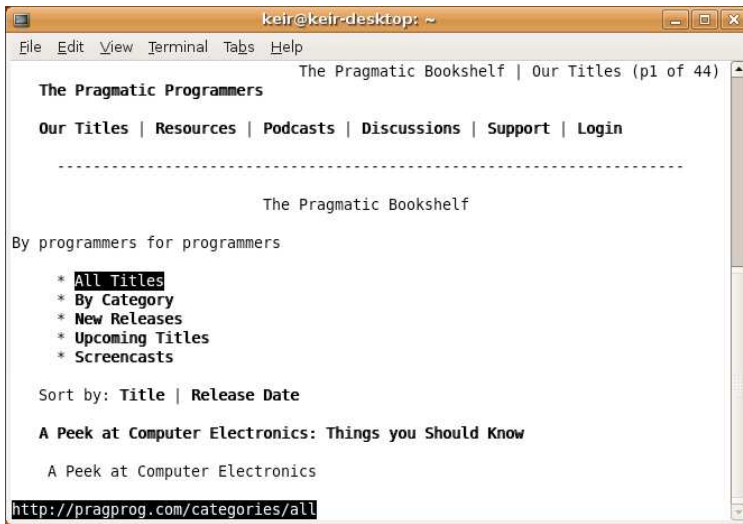 keir@keir-desktop: ~
File Edit View Terminal Tabs Help
The Pragmatic Bookshelf | Our Titles (p1 of 44)
The Pragmatic Programmers
Our Titles | Resources | Podcasts | Discussions | Support | Login
----------------------------------------------------------------------
The Pragmatic Bookshelf
By programmers for programmers
* All Titles
* By Category
* New Releases
* Upcoming Titles
* Screencasts
Sort by: Title | Release Date
A Peek at Computer Electronics: Things you Should Know
A Peek at Computer Electronics
http://pragprog.com/categories/all